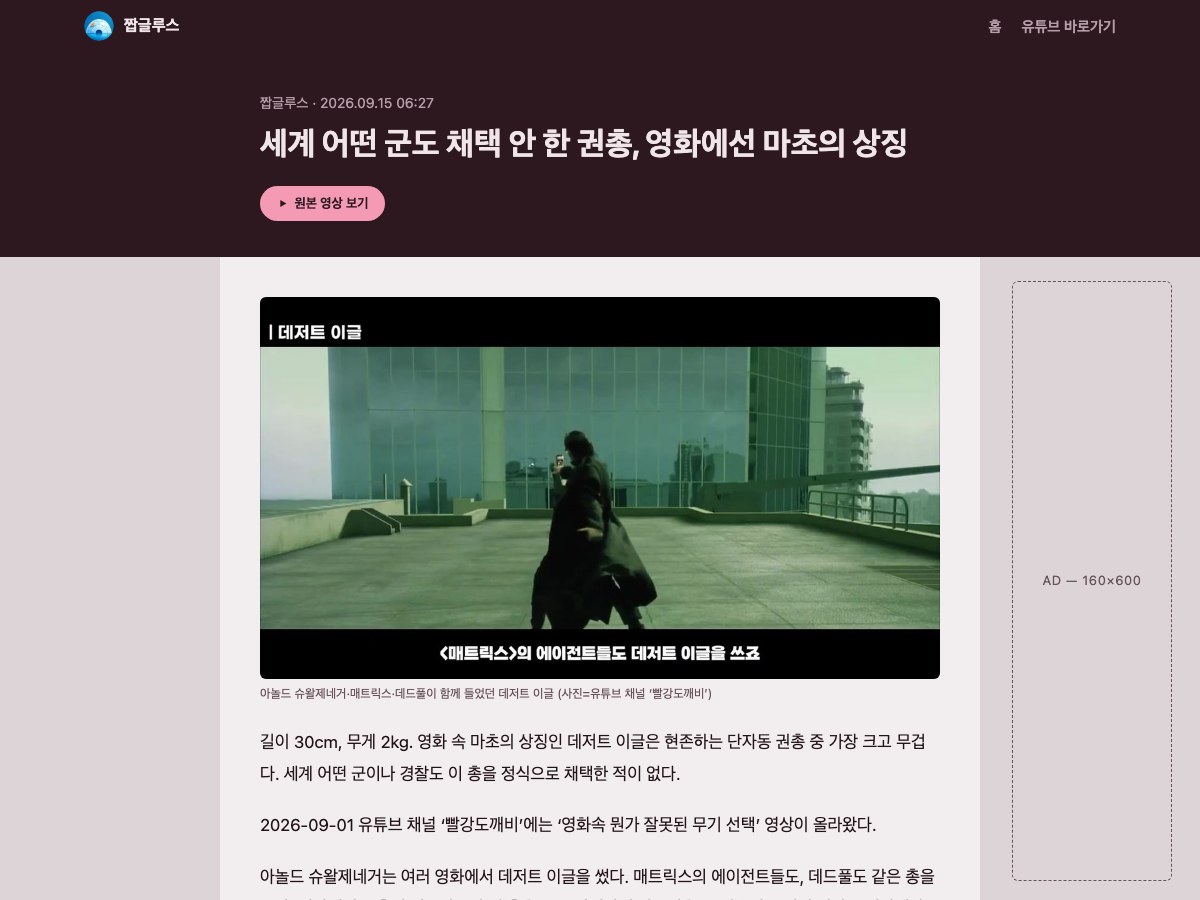 짭글루스
홈
유튜브 바로가기
짭글루스 · 2026.09.15 06:27
세계 어떤 군도 채택 안 한 권총, 영화에선 마초의 상징
▶ 원본 영상 보기
| 데저트 이글
<매트릭스>의 에이전트들도 데저트 이글을 쓰죠
아놀드 슈왈제네거·매트릭스·데드풀이 함께 들었던 데저트 이글 (사진=유튜브 채널 ‘빨강도깨비’)
길이 30cm, 무게 2kg. 영화 속 마초의 상징인 데저트 이글은 현존하는 단자동 권총 중 가장 크고 무겁
다. 세계 어떤 군이나 경찰도 이 총을 정식으로 채택한 적이 없다.
2026-09-01 유튜브 채널 ‘빨강도깨비’에는 ‘영화속 뭔가 잘못된 무기 선택’ 영상이 올라왔다.
아놀드 슈왈제네거는 여러 영화에서 데저트 이글을 썼다. 매트릭스의 에이전트들도, 데드풀도 같은 총을
AD — 160×600